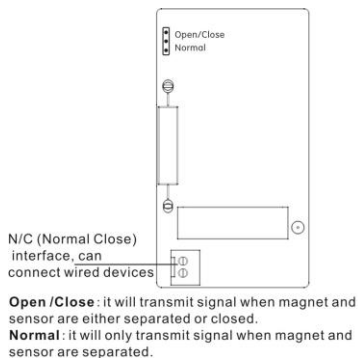 Open/Close
Normal
N/C (Normal Close)
interface, can
connect wired devices
Open /Close: it will transmit signal when magnet and
sensor are either separated or closed.
Normal: it will only transmit signal when magnet and
sensor are separated.